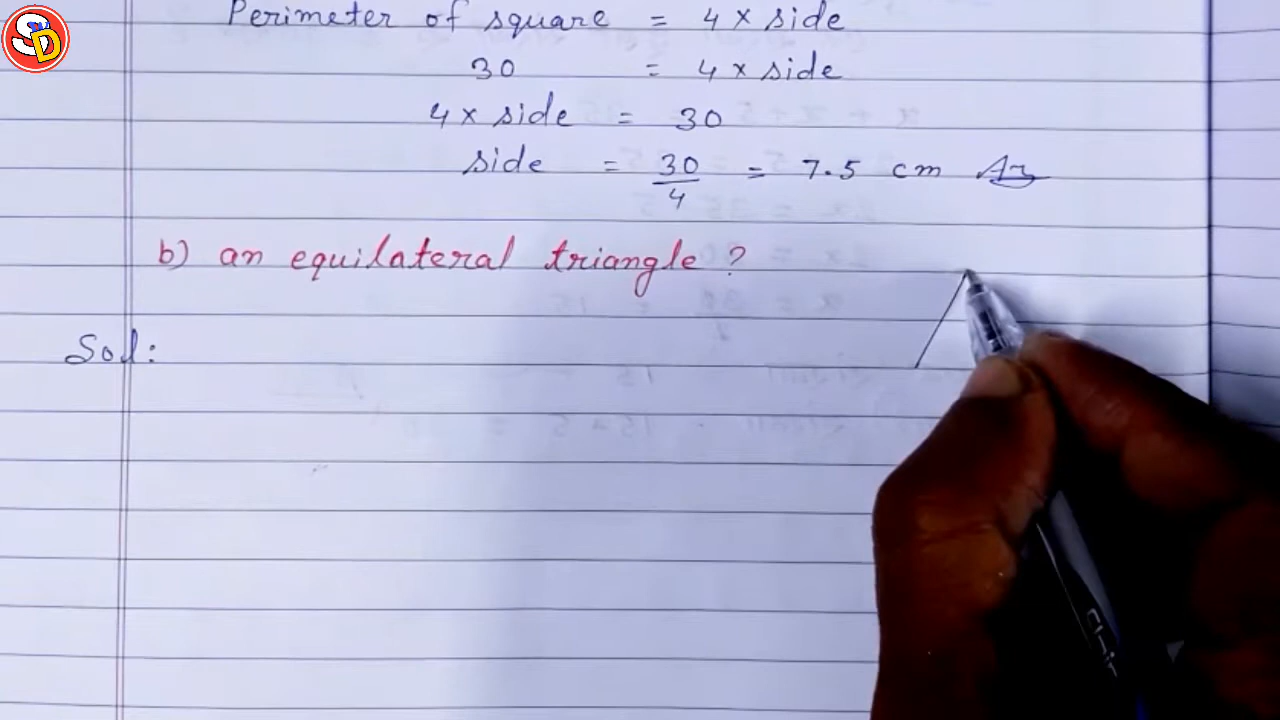 SD
Perimeter of square = 4 × side
30 = 4 × side
4 × side = 30
side = 30/4 = 7.5 cm
b) an equilateral triangle ?
Sol: